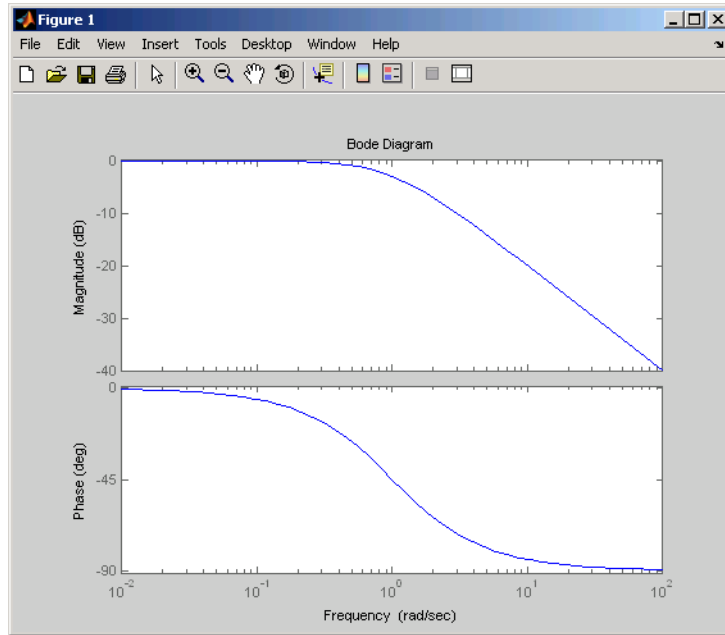 Figure 1
File Edit View Insert Tools Desktop Window Help
Bode Diagram
0
-10
-20
-30
-40
Magnitude (dB)
0
-45
-90
Phase (deg)
10^-2 10^-1 10^0 10^1 10^2
Frequency (rad/sec)